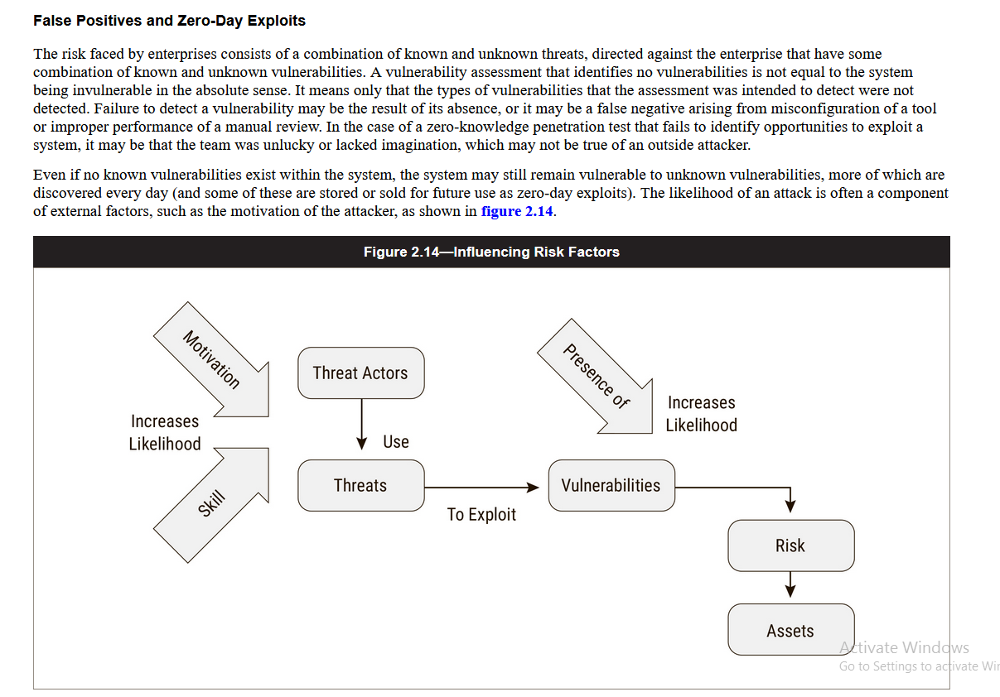 False Positives and Zero-Day Exploits
The risk faced by enterprises consists of a combination of known and unknown threats, directed against the enterprise that have some
combination of known and unknown vulnerabilities. A vulnerability assessment that identifies no vulnerabilities is not equal to the system
being invulnerable in the absolute sense. It means only that the types of vulnerabilities that the assessment was intended to detect were not
detected. Failure to detect a vulnerability may be the result of its absence, or it may be a false negative arising from misconfiguration of a tool
or improper performance of a manual review. In the case of a zero-knowledge penetration test that fails to identify opportunities to exploit a
system, it may be that the team was unlucky or lacked imagination, which may not be true of an outside attacker.
Even if no known vulnerabilities exist within the system, the system may still remain vulnerable to unknown vulnerabilities, more of which are
discovered every day (and some of these are stored or sold for future use as zero-day exploits). The likelihood of an attack is often a component
of external factors, such as the motivation of the attacker, as shown in figure 2.14.
Figure 2.14—Influencing Risk Factors
Motivation
Threat Actors
Presence of
Increases
Likelihood
Increases
Likelihood
Use
Skill
Threats
To Exploit
Vulnerabilities
Risk
Assets
Activate Windows
Go to Settings to activate Wir